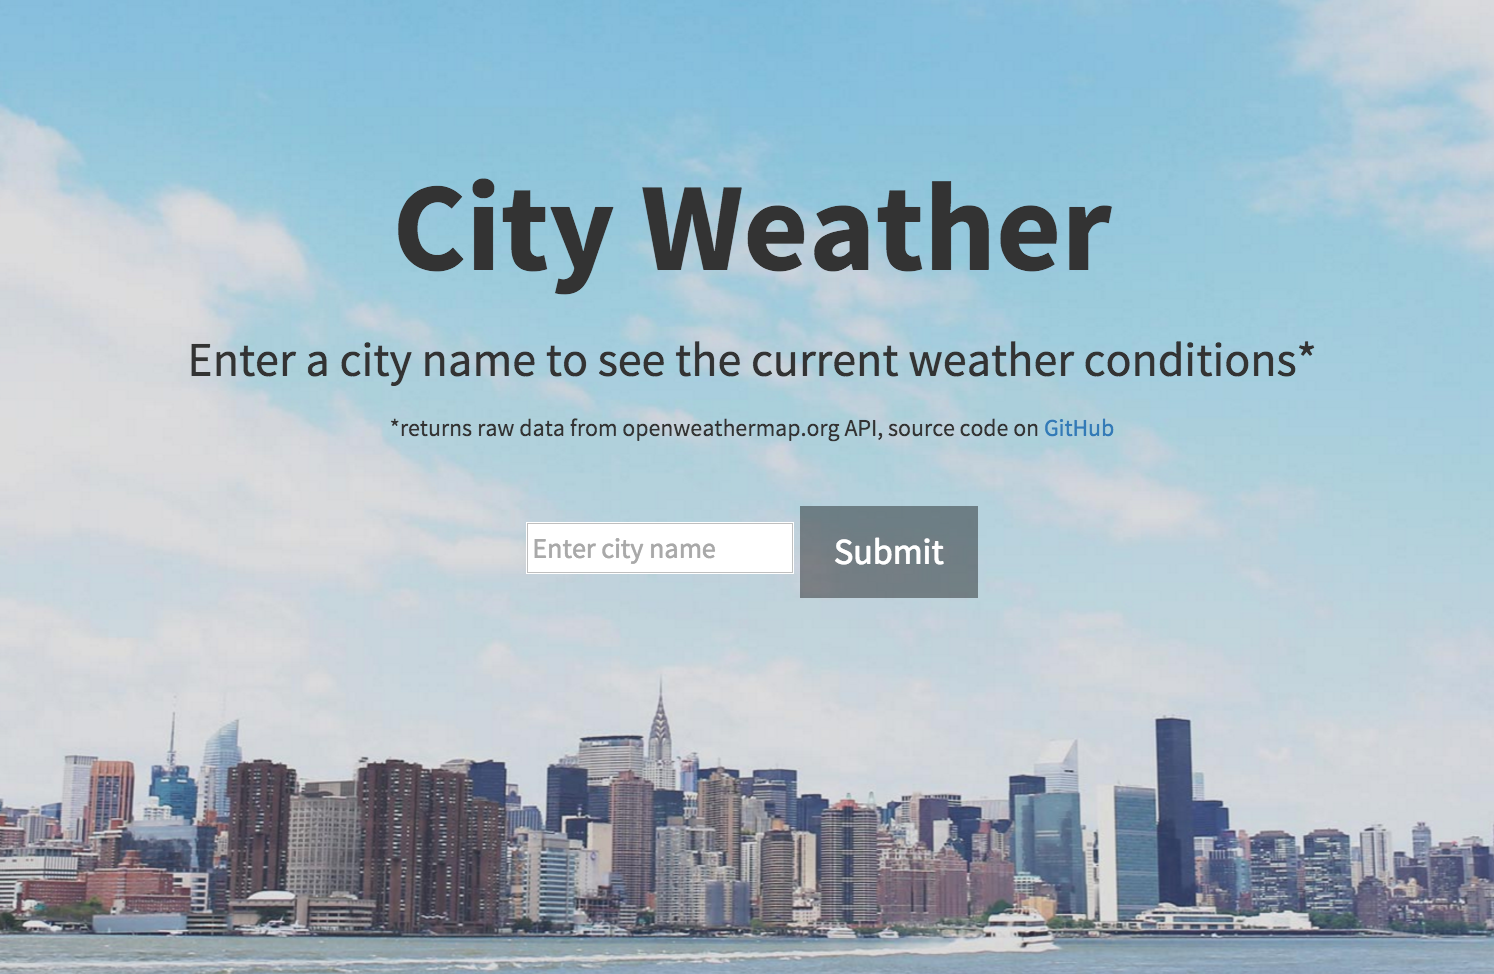 City Weather
Enter a city name to see the current weather conditions*
*returns raw data from openweathermap.org API, source code on GitHub
Enter city name
Submit